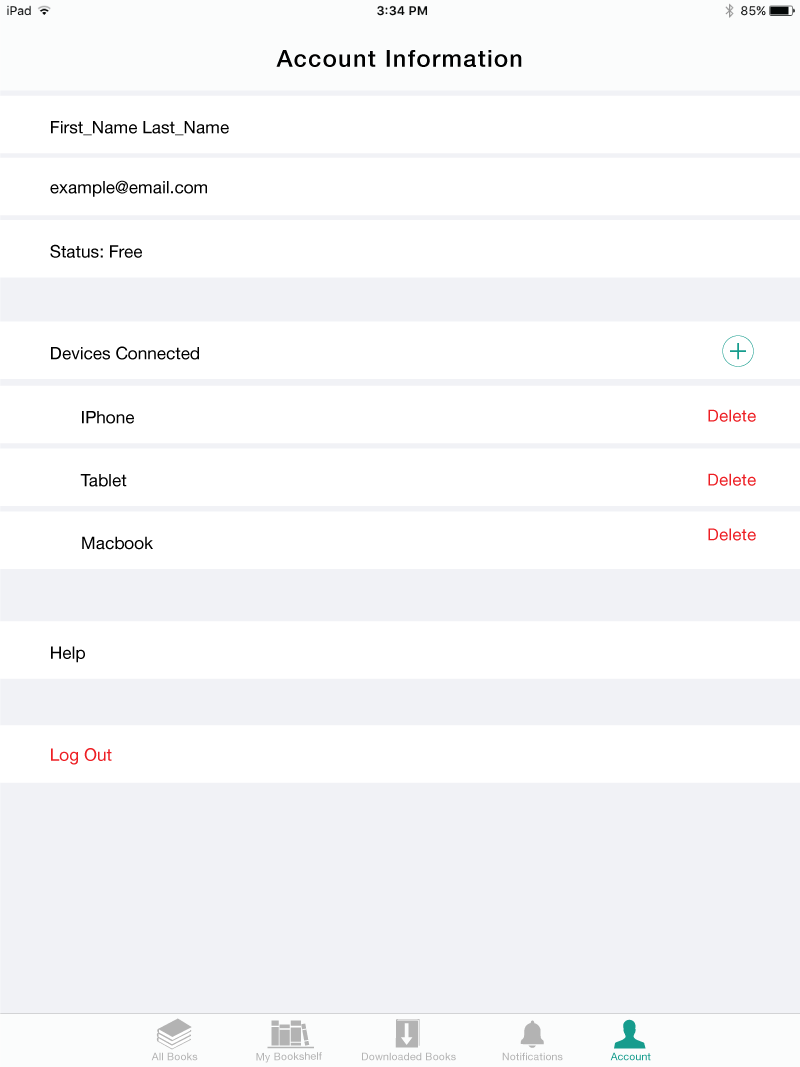 iPad 3:34 PM 85%
Account Information
First_Name Last_Name
example@email.com
Status: Free
Devices Connected
IPhone Delete
Tablet Delete
Macbook Delete
Help
Log Out
All Books My Bookshelf Downloaded Books Notifications Account